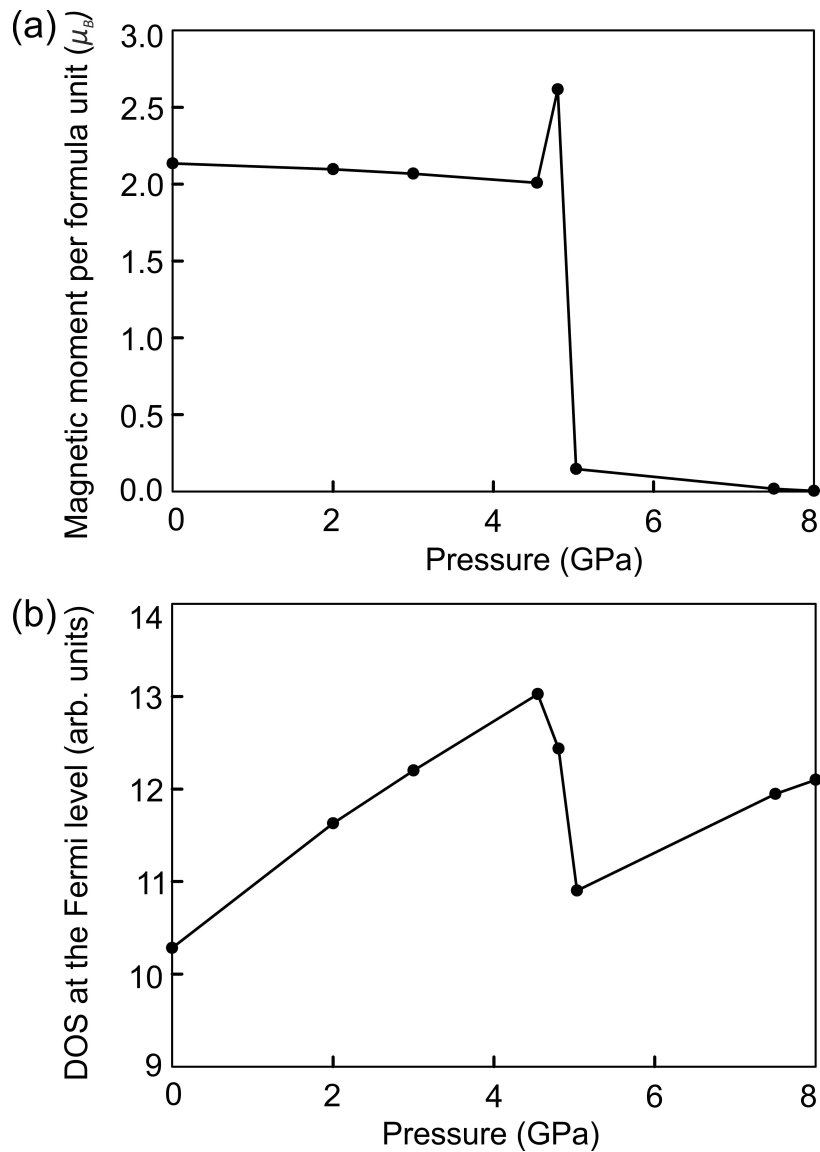 (a)
Magnetic moment per formula unit (μB)
3.0
2.5
2.0
1.5
1.0
0.5
0.0
0 2 4 6 8
Pressure (GPa)
(b)
DOS at the Fermi level (arb. units)
14
13
12
11
10
9
0 2 4 6 8
Pressure (GPa)